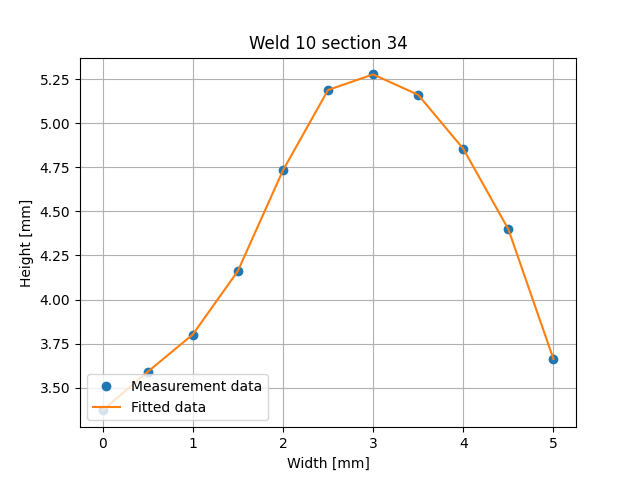 Weld 10 section 34
Height [mm]
5.25
5.00
4.75
4.50
4.25
4.00
3.75
3.50
Measurement data
Fitted data
0 1 2 3 4 5
Width [mm]